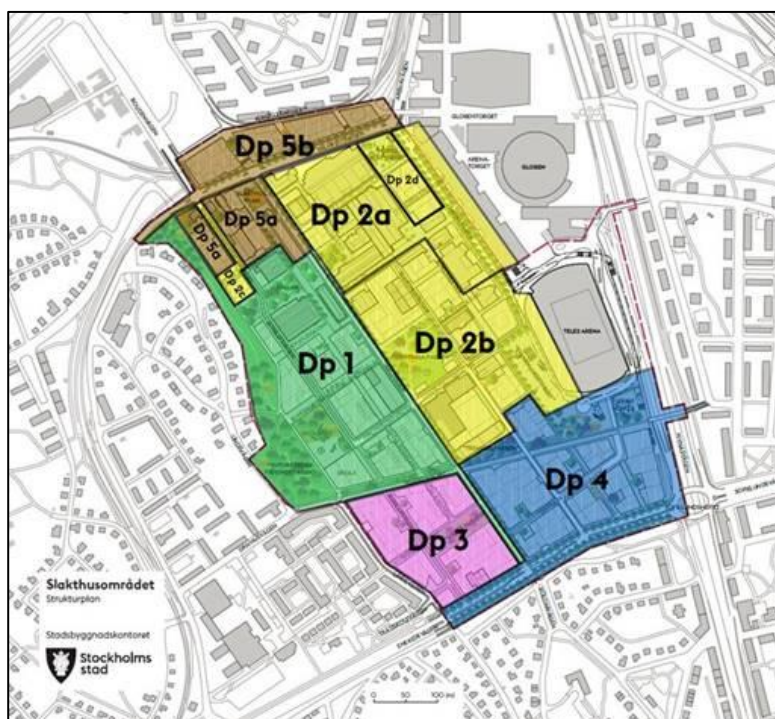 GLOBENTORGET
ARENA-
TORGET
GLOBEN
Dp 5b
Dp 5a
Dp 5a
Dp 2a
Dp 2d
Dp 2c
TELE2 ARENA
Dp 1
Dp 2b
Dp 4
Dp 3
Slakthusområdet
Strukturplan
Stadsbyggnadskontoret
Stockholms
stad
0 50 100 (m)